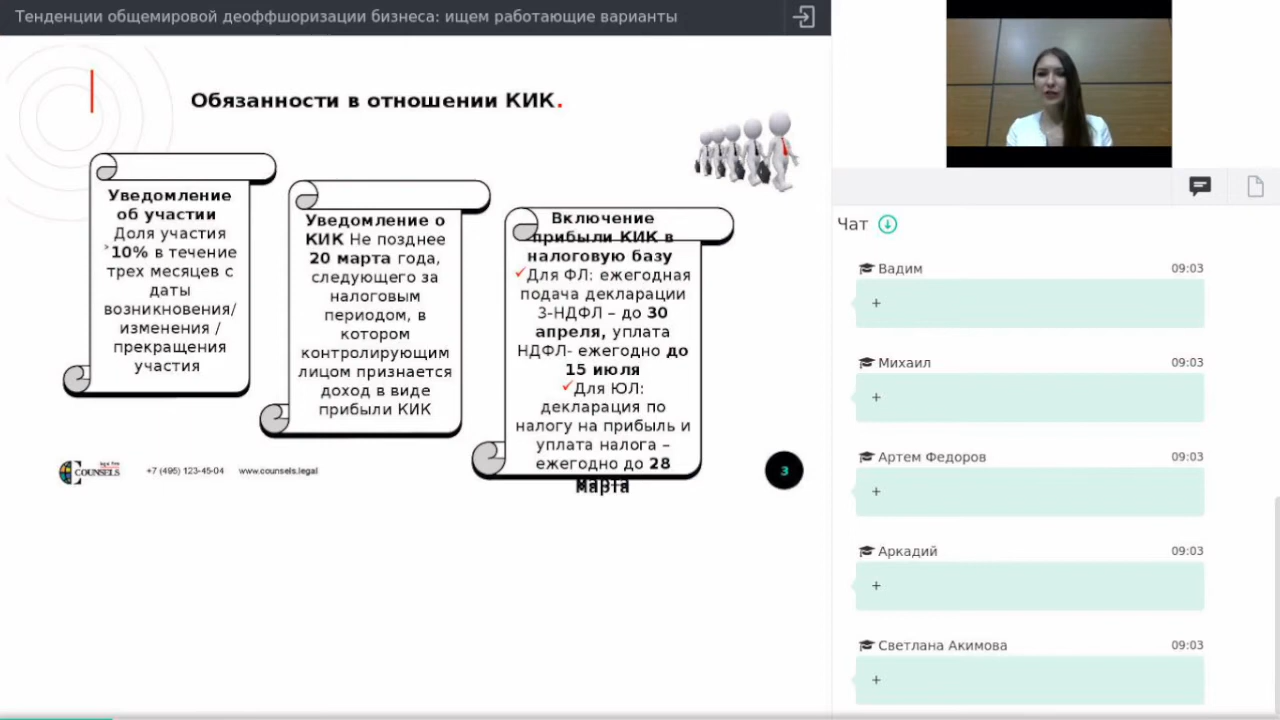 Тенденции общемировой деоффшоризации бизнеса: ищем работающие варианты
Обязанности в отношении КИК.
Уведомление
об участии
Доля участия
˃10% в течение
трех месяцев с
даты
возникновения/
изменения /
прекращения
участия
Уведомление о
КИК Не позднее
20 марта года,
следующего за
налоговым
периодом, в
котором
контролирующим
лицом признается
доход в виде
прибыли КИК
Включение
прибыли КИК в
налоговую базу
Для ФЛ: ежегодная
подача декларации
3-НДФЛ – до 30
апреля, уплата
НДФЛ- ежегодно до
15 июля
Для ЮЛ:
декларация по
налогу на прибыль и
уплата налога –
ежегодно до 28
марта
COUNSELS
+7 (495) 123-45-04
www.counsels.legal
3
Чат
Вадим 09:03
+
Михаил 09:03
+
Артем Федоров 09:03
+
Аркадий 09:03
+
Светлана Акимова 09:03
+